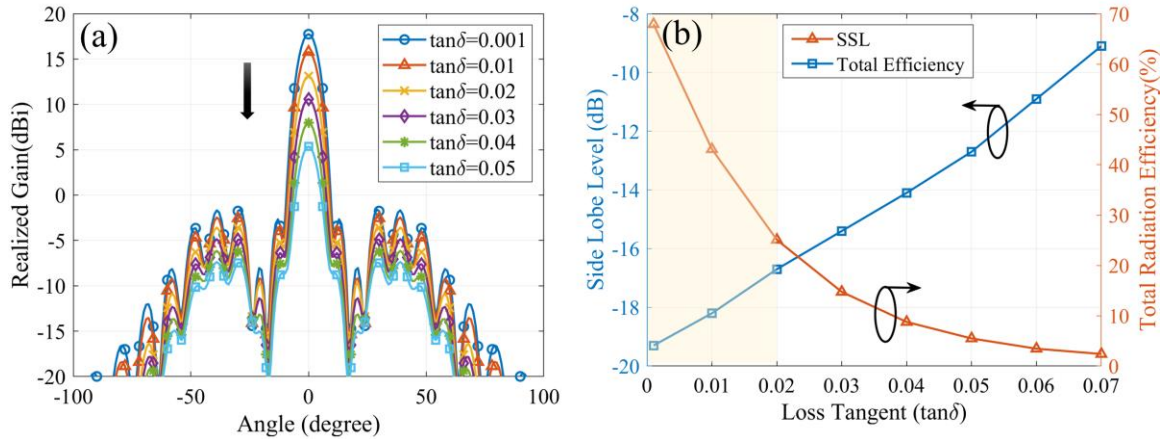 (a)
20
15
10
5
0
-5
-10
-15
-20
Realized Gain(dBi)
-100
-50
0
50
100
Angle (degree)
tanδ=0.001
tanδ=0.01
tanδ=0.02
tanδ=0.03
tanδ=0.04
tanδ=0.05
(b)
-8
-10
-12
-14
-16
-18
-20
Side Lobe Level (dB)
SSL
Total Efficiency
0
0.01
0.02
0.03
0.04
0.05
0.06
0.07
Loss Tangent (tanδ)
70
60
50
40
30
20
10
0
Total Radiation Efficiency(%)